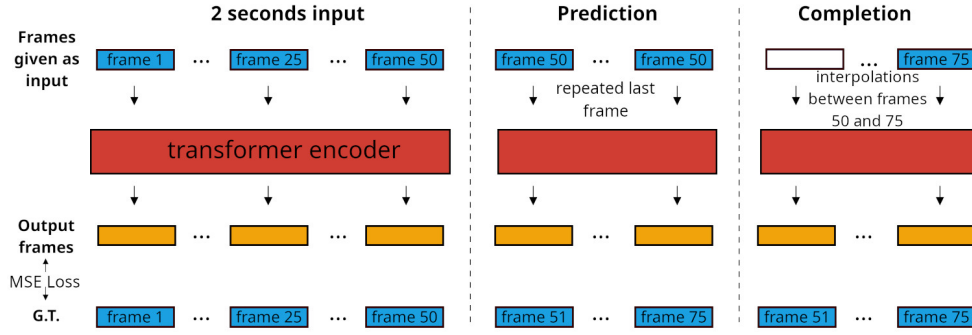 2 seconds input
Prediction
Completion
Frames
given as
input
frame 1 ... frame 25 ... frame 50
frame 50 ... frame 50
... frame 75
repeated last
frame
interpolations
between frames
50 and 75
transformer encoder
Output
frames
... ...
...
...
MSE Loss
G.T.
frame 1 ... frame 25 ... frame 50
frame 51 ... frame 75
frame 51 ... frame 75